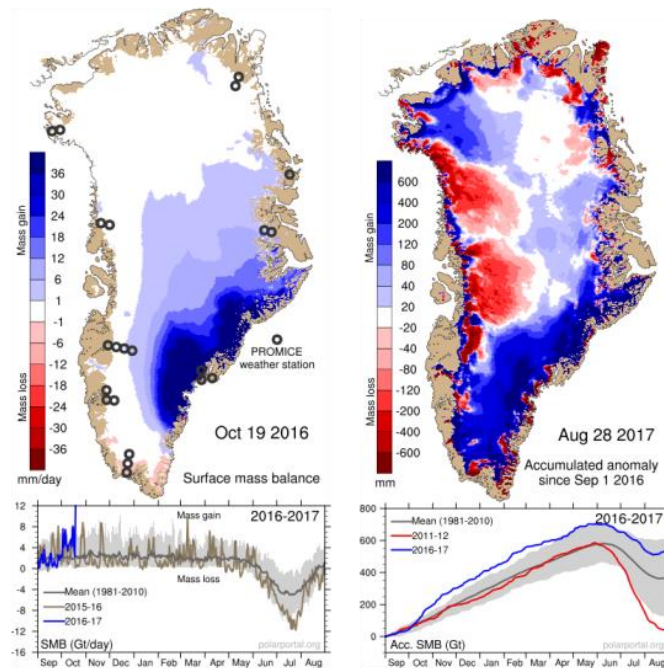 36
30
24
18
12
6
1
-1
-6
-12
-18
-24
-30
-36
mm/day
Mass gain
Mass loss
PROMICE
weather station
Oct 19 2016
Surface mass balance
800
600
400
200
120
80
40
20
-20
-40
-80
-120
-200
-400
-600
mm
Mass gain
Mass loss
Aug 28 2017
Accumulated anomaly
since Sep 1 2016
12
8
4
0
-4
-8
-12
-16
Mass gain
2016-2017
Mass loss
Mean (1981-2010)
2015-16
2016-17
SMB (Gt/day)
polarportal.org
Sep Oct Nov Dec Jan Feb Mar Apr May Jun Jul Aug
800
600
400
200
0
2016-2017
Mean (1981-2010)
2011-12
2016-17
Acc. SMB (Gt)
polarportal.org
Sep Oct Nov Dec Jan Feb Mar Apr May Jun Jul Aug